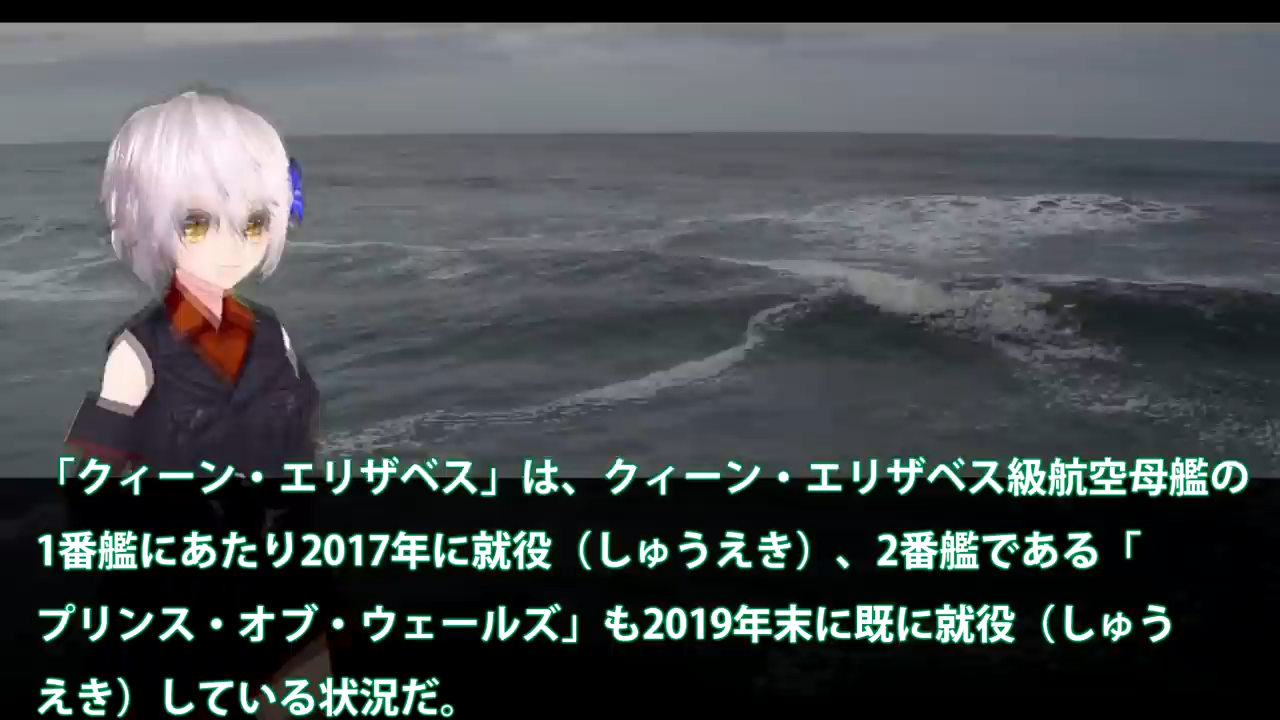 「クィーン・エリザベス」は、クィーン・エリザベス級航空母艦の
1番艦にあたり2017年に就役（しゅうえき）、2番艦である「
プリンス・オブ・ウェールズ」も2019年末に既に就役（しゅう
えき）している状況だ。